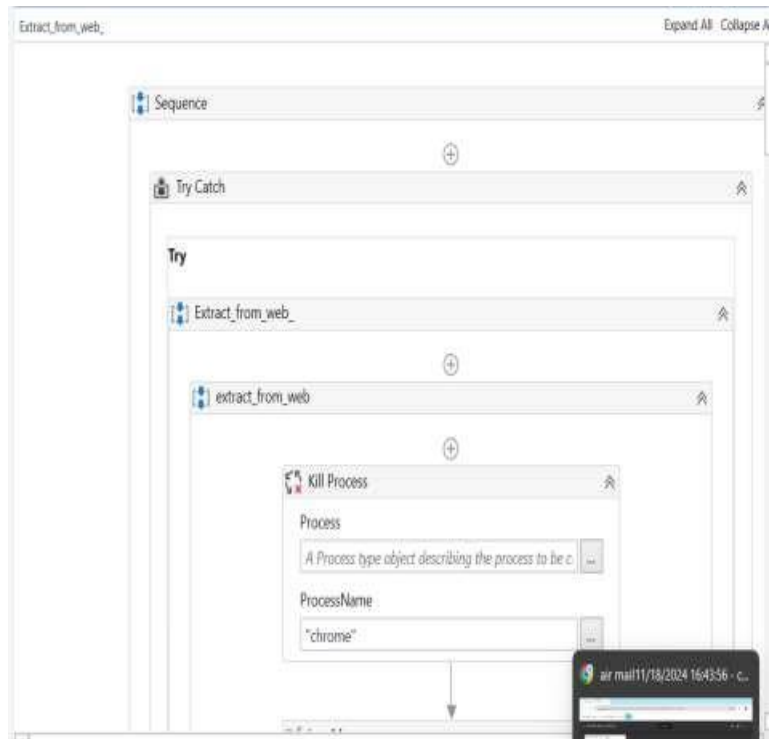 Extract_from_web_
Expand All Collapse A
Sequence
Try Catch
Try
Extract_from_web_
extract_from_web
Kill Process
Process
A Process type object describing the process to be c
...
ProcessName
"chrome"
...
air mail11/18/2024 16:43:56 - c...